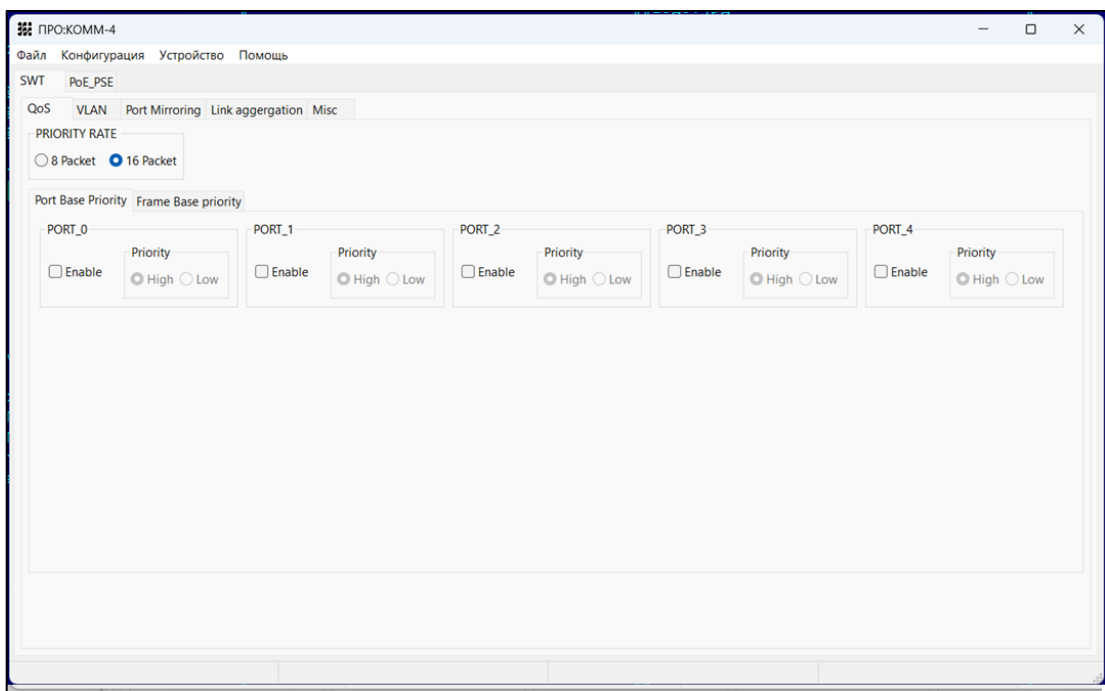 ПРО:КОММ-4
Файл Конфигурация Устройство Помощь
SWT PoE_PSE
QoS VLAN Port Mirroring Link aggergation Misc
PRIORITY RATE
8 Packet 16 Packet
Port Base Priority Frame Base priority
PORT_0 PORT_1 PORT_2 PORT_3 PORT_4
Priority Priority Priority Priority Priority
Enable High Low Enable High Low Enable High Low Enable High Low Enable High Low